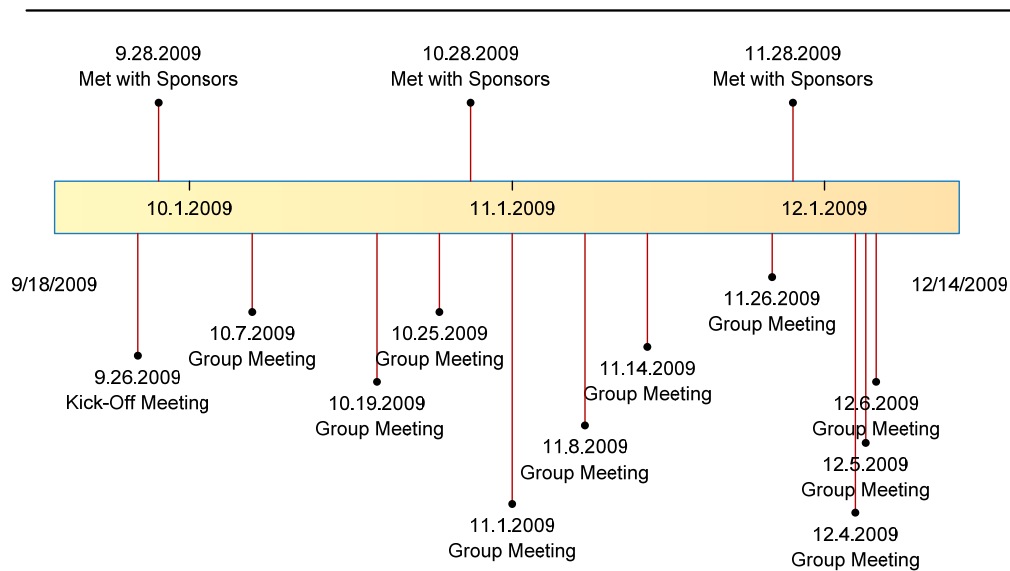 9.28.2009
Met with Sponsors
10.28.2009
Met with Sponsors
11.28.2009
Met with Sponsors
10.1.2009
11.1.2009
12.1.2009
9/18/2009
12/14/2009
9.26.2009
Kick-Off Meeting
10.7.2009
Group Meeting
10.19.2009
Group Meeting
10.25.2009
Group Meeting
11.1.2009
Group Meeting
11.8.2009
Group Meeting
11.14.2009
Group Meeting
11.26.2009
Group Meeting
12.6.2009
Group Meeting
12.5.2009
Group Meeting
12.4.2009
Group Meeting